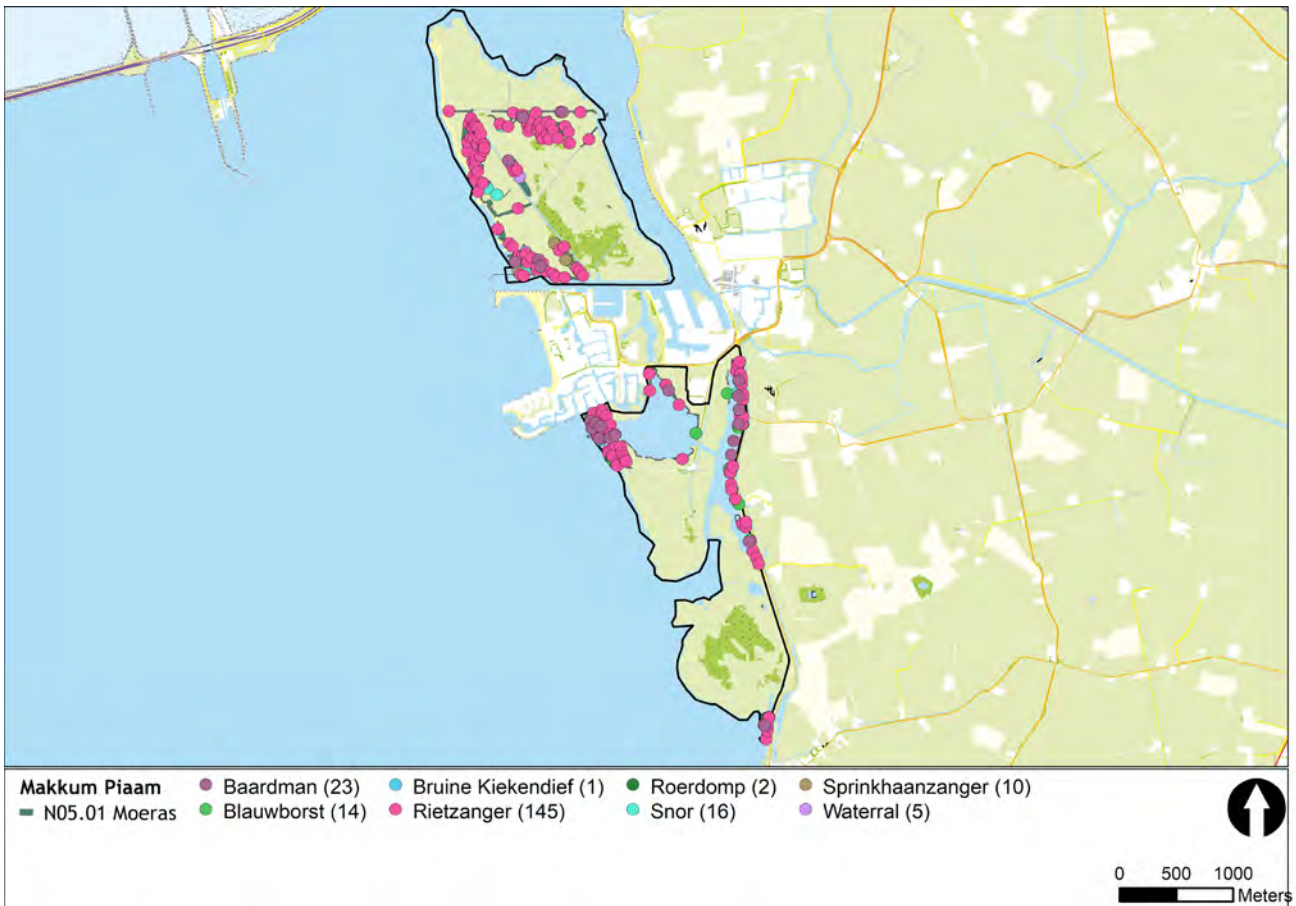 Makkum Piaam
N05.01 Moeras
Baardman (23)
Blauwborst (14)
Bruine Kiekendief (1)
Rietzanger (145)
Roerdomp (2)
Snor (16)
Sprinkhaanzanger (10)
Waterral (5)
0 500 1000
Meters